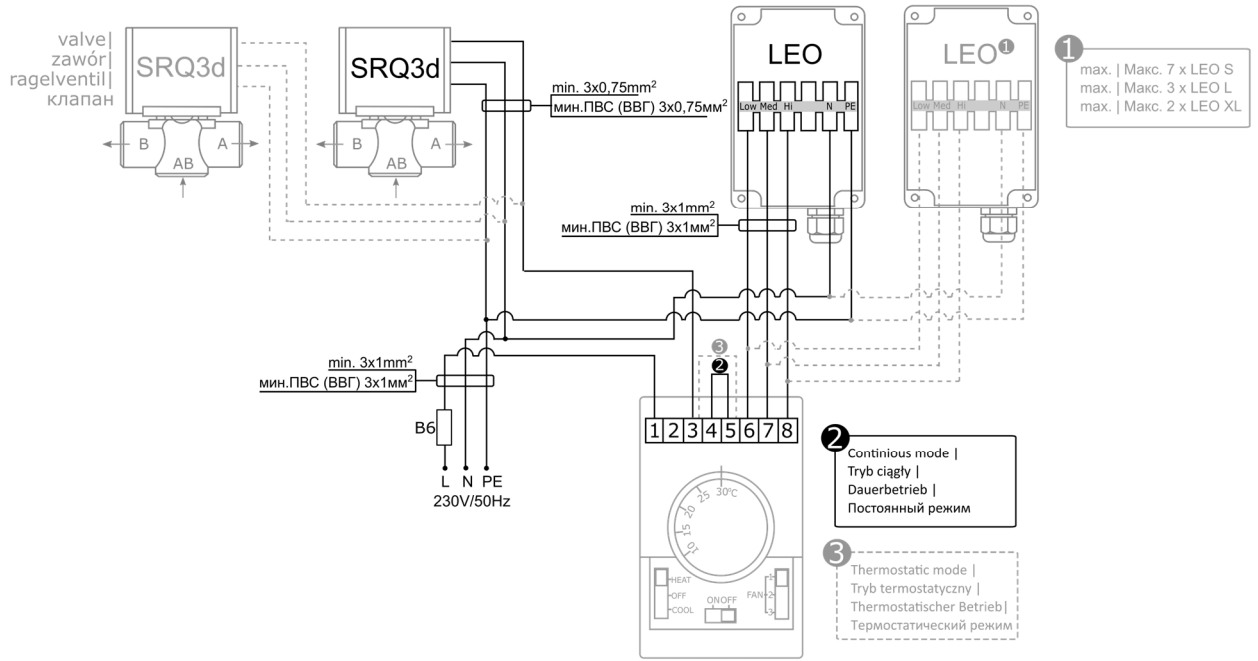 valve|
zawór|
ragelventil|
клапан
SRQ3d
B
A
AB
SRQ3d
B
A
AB
min. 3x0,75mm²
мин.ПВС (ВВГ) 3x0,75мм²
LEO
Low Med Hi N PE
LEO❶
Low Med Hi N PE
❶
max. | Макс. 7 x LEO S
max. | Макс. 3 x LEO L
max. | Макс. 2 x LEO XL
min. 3x1mm²
мин.ПВС (ВВГ) 3x1мм²
min. 3x1mm²
мин.ПВС (ВВГ) 3x1мм²
B6
L N PE
230V/50Hz
❸
❷
1 2 3 4 5 6 7 8
10 15 20 25 30°C
HEAT
OFF
COOL
ONOFF
FAN
1
2
3
❷
Continious mode |
Tryb ciągły |
Dauerbetrieb |
Постоянный режим
❸
Thermostatic mode |
Tryb termostatyczny |
Thermostatischer Betrieb|
Термостатический режим